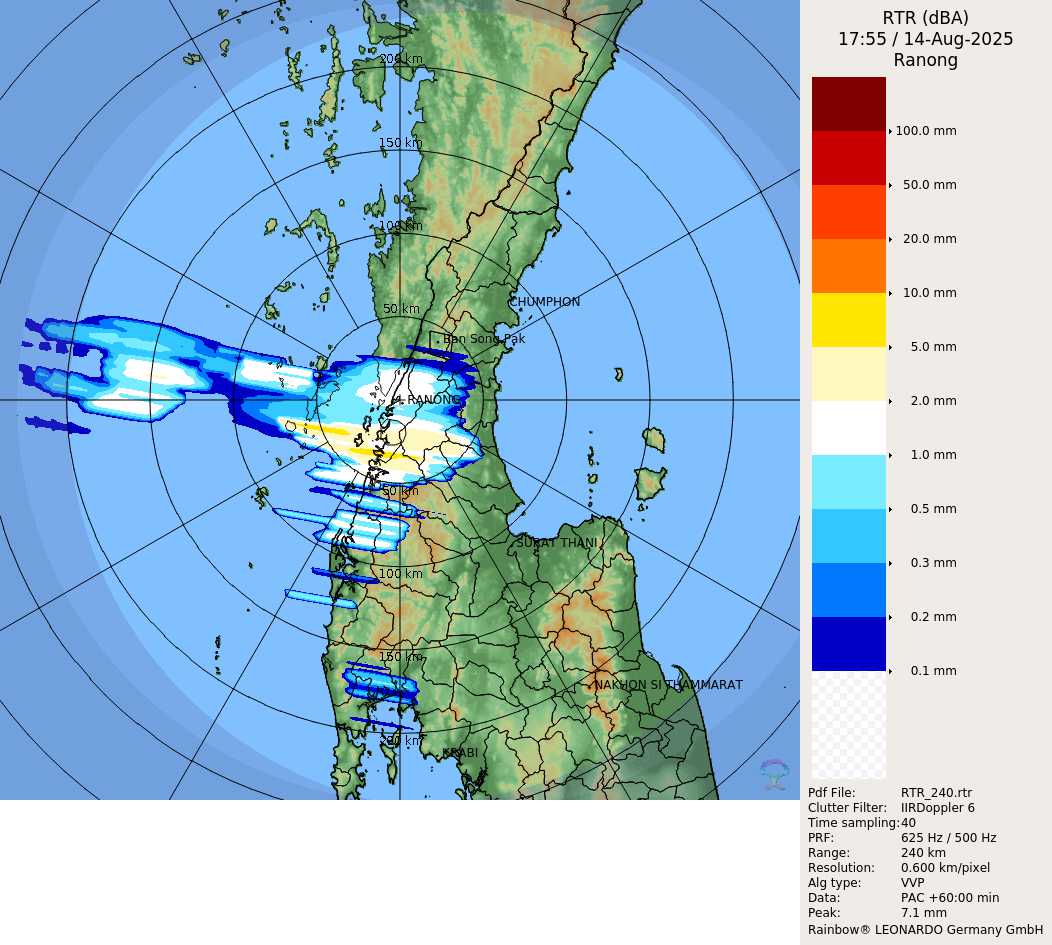 RTR (dBA)
17:55 / 14-Aug-2025
Ranong
200 km
150 km
100 km
50 km
CHUMPHON
Ban Song Pak
RANONG
50 km
SURAT THANI
100 km
150 km
NAKHON SI THAMMARAT
200 km
KRABI
100.0 mm
50.0 mm
20.0 mm
10.0 mm
5.0 mm
2.0 mm
1.0 mm
0.5 mm
0.3 mm
0.2 mm
0.1 mm
Pdf File: RTR_240.rtr
Clutter Filter: IIRDoppler 6
Time sampling:40
PRF: 625 Hz / 500 Hz
Range: 240 km
Resolution: 0.600 km/pixel
Alg type: VVP
Data: PAC +60:00 min
Peak: 7.1 mm
Rainbow® LEONARDO Germany GmbH